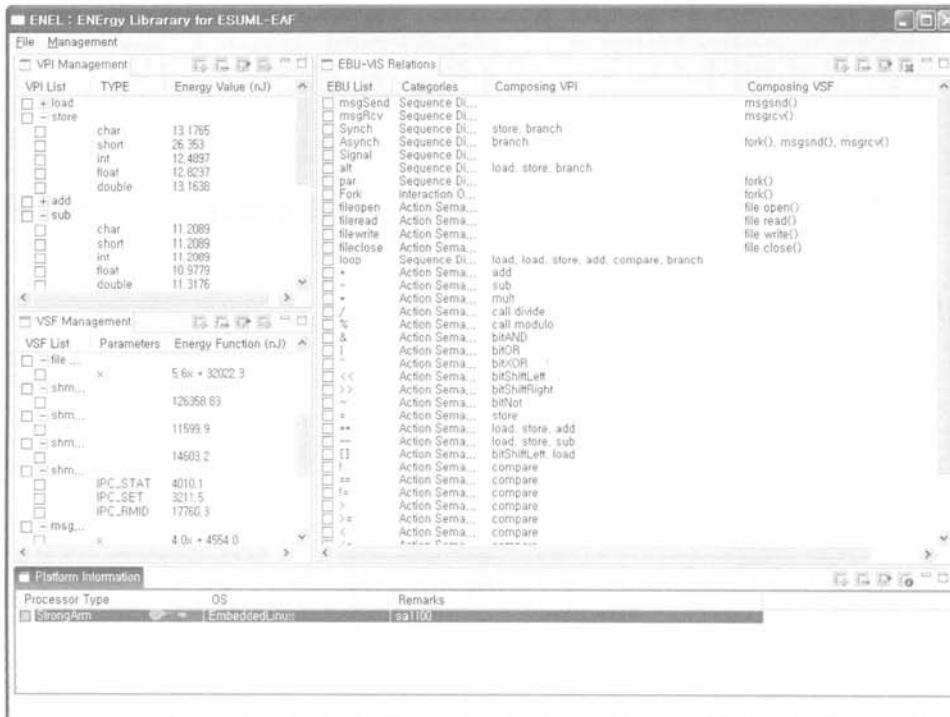 ENEL : ENErgy Librarary for ESUML-EAF
File Management
VPI Management
VPI List TYPE Energy Value (nJ)
+ load
- store
char 13.1765
short 26.353
int 12.4897
float 12.8237
double 13.1638
+ add
- sub
char 11.2089
short 11.2089
int 11.2089
float 10.9779
double 11.3176
VSF Management
VSF List Parameters Energy Function (nJ)
- file ...
x 5.6x + 32022.3
- shm...
126358.83
- shm...
11599.9
- shm...
14603.2
- shm...
IPC_STAT 4010.1
IPC_SET 3211.5
IPC_RMID 17760.3
- msg...
x 4.0x + 4554.0
EBU-VIS Relations
EBU List Categories Composing VPI Composing VSF
msgSend Sequence Di... msgsnd()
msgRcv Sequence Di... msgrcv()
Synch Sequence Di... store, branch
Asynch Sequence Di... branch fork(), msgsnd(), msgrcv()
Signal Sequence Di...
alt Sequence Di... load, store, branch
par Sequence Di... fork()
Fork Interaction O... fork()
fileopen Action Sema... file open()
fileread Action Sema... file read()
filewrite Action Sema... file write()
fileclose Action Sema... file close()
loop Sequence Di... load, load, store, add, compare, branch
+ Action Sema... add
- Action Sema... sub
* Action Sema... mult
/ Action Sema... call divide
% Action Sema... call modulo
& Action Sema... bitAND
| Action Sema... bitOR
^ Action Sema... bitXOR
<< Action Sema... bitShiftLeft
>> Action Sema... bitShiftRight
~ Action Sema... bitNot
= Action Sema... store
++ Action Sema... load, store, add
-- Action Sema... load, store, sub
[] Action Sema... bitShiftLeft, load
! Action Sema... compare
== Action Sema... compare
!= Action Sema... compare
> Action Sema... compare
>= Action Sema... compare
< Action Sema... compare
Platform Information
Processor Type OS Remarks
StrongArm EmbeddedLinux sa1100